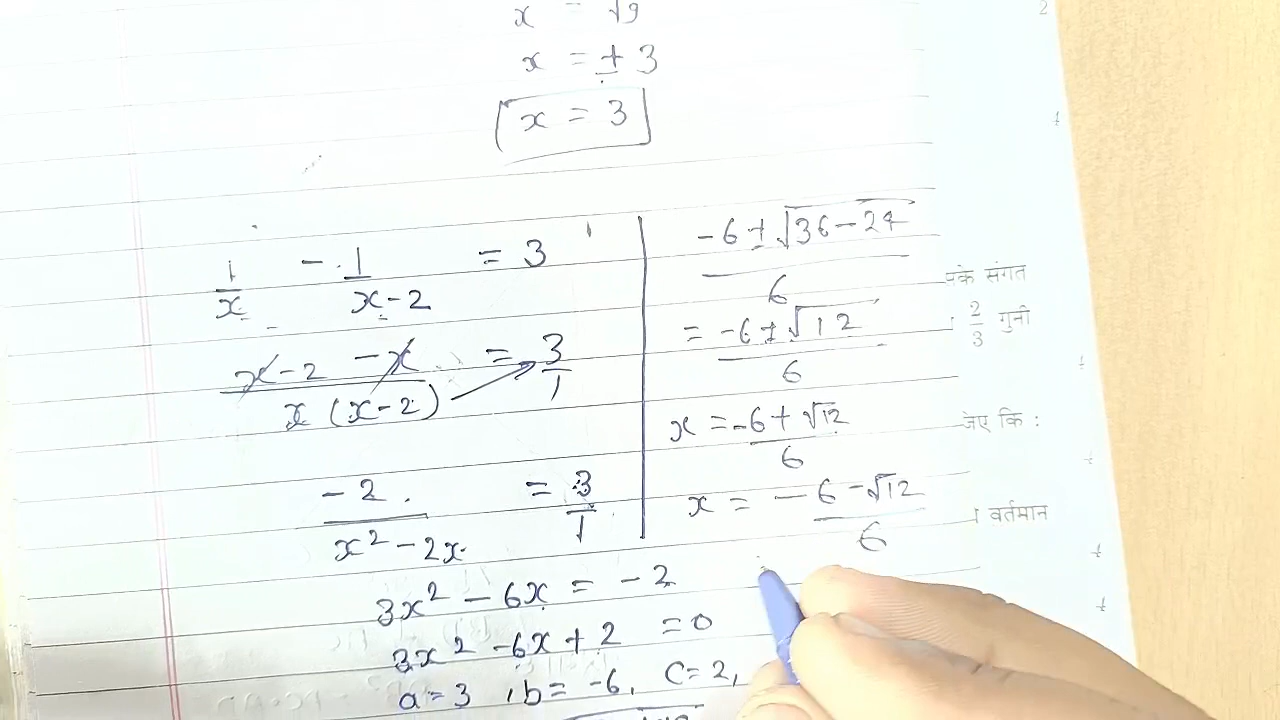 x = √9
x = ± 3
x = 3
1/x - 1/(x-2) = 3
(x-2 - x)/(x (x-2)) = 3/1
-2/(x² - 2x) = 3/1
3x² - 6x = -2
3x² - 6x + 2 = 0
a = 3, b = -6, c = 2,
(-6 ± √36-24)/6
= (-6 ± √12)/6
x = (-6 + √12)/6
x = (-6 - √12)/6
पके संगत
2/3 गुनी
जेए कि :
। वर्तमान